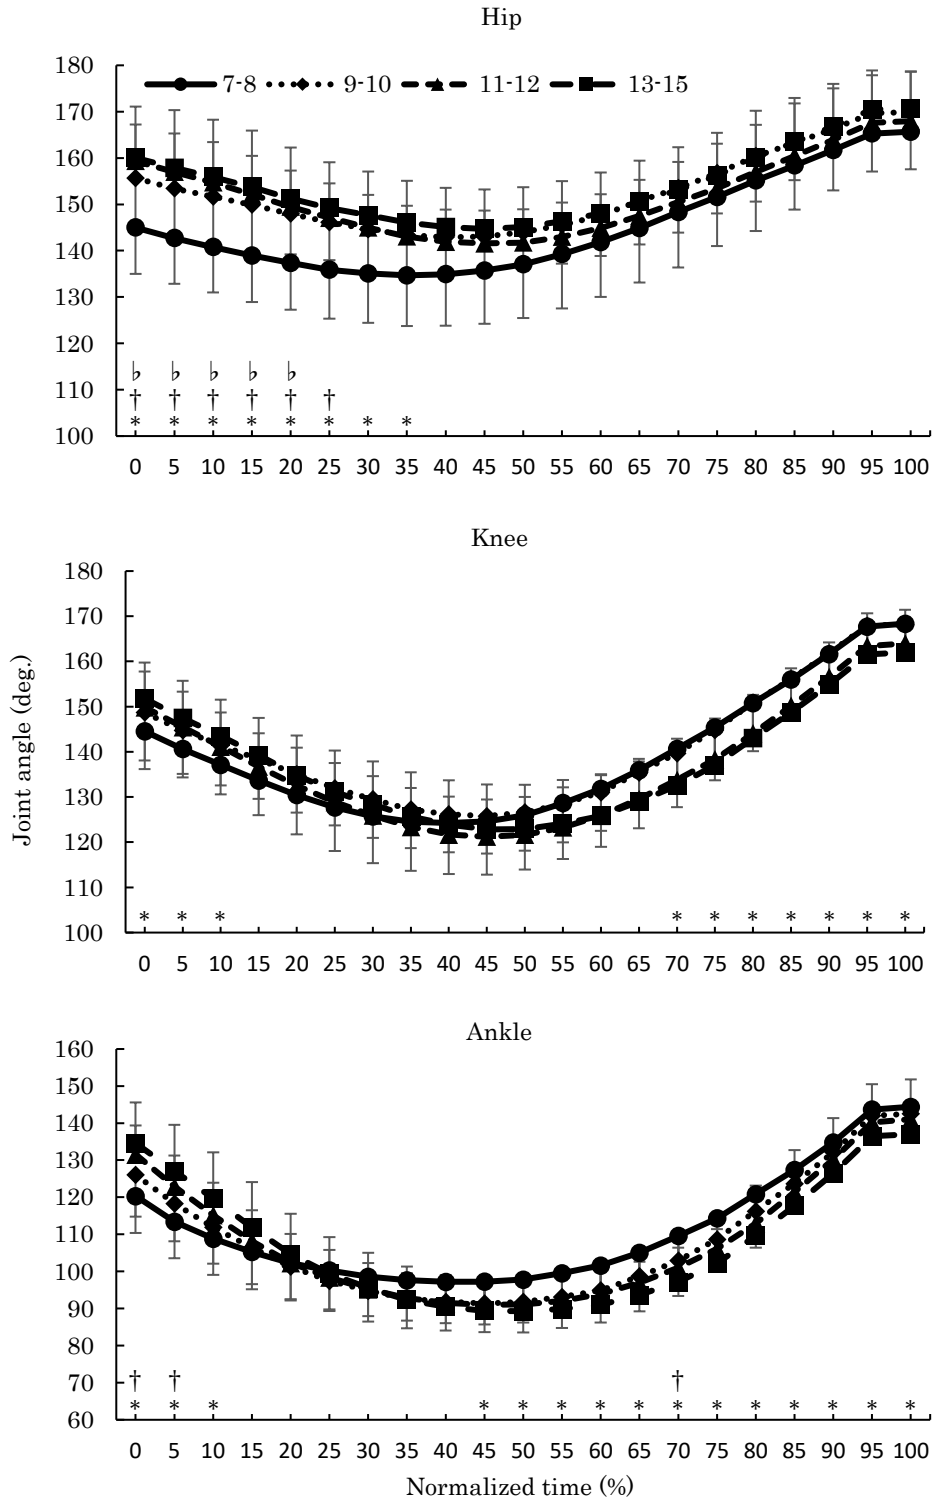 Hip
180
7-8 9-10 11-12 13-15
170
160
150
140
130
120
♭ ♭ ♭ ♭ ♭
110
† † † † † †
* * * * * * * *
100
0 5 10 15 20 25 30 35 40 45 50 55 60 65 70 75 80 85 90 95 100
Knee
180
170
160
150
140
130
120
110
* * * * * * * * * *
100
0 5 10 15 20 25 30 35 40 45 50 55 60 65 70 75 80 85 90 95 100
Joint angle (deg.)
Ankle
160
150
140
130
120
110
100
90
80
70
† † †
* * * * * * * * * * * * * * *
60
0 5 10 15 20 25 30 35 40 45 50 55 60 65 70 75 80 85 90 95 100
Normalized time (%)